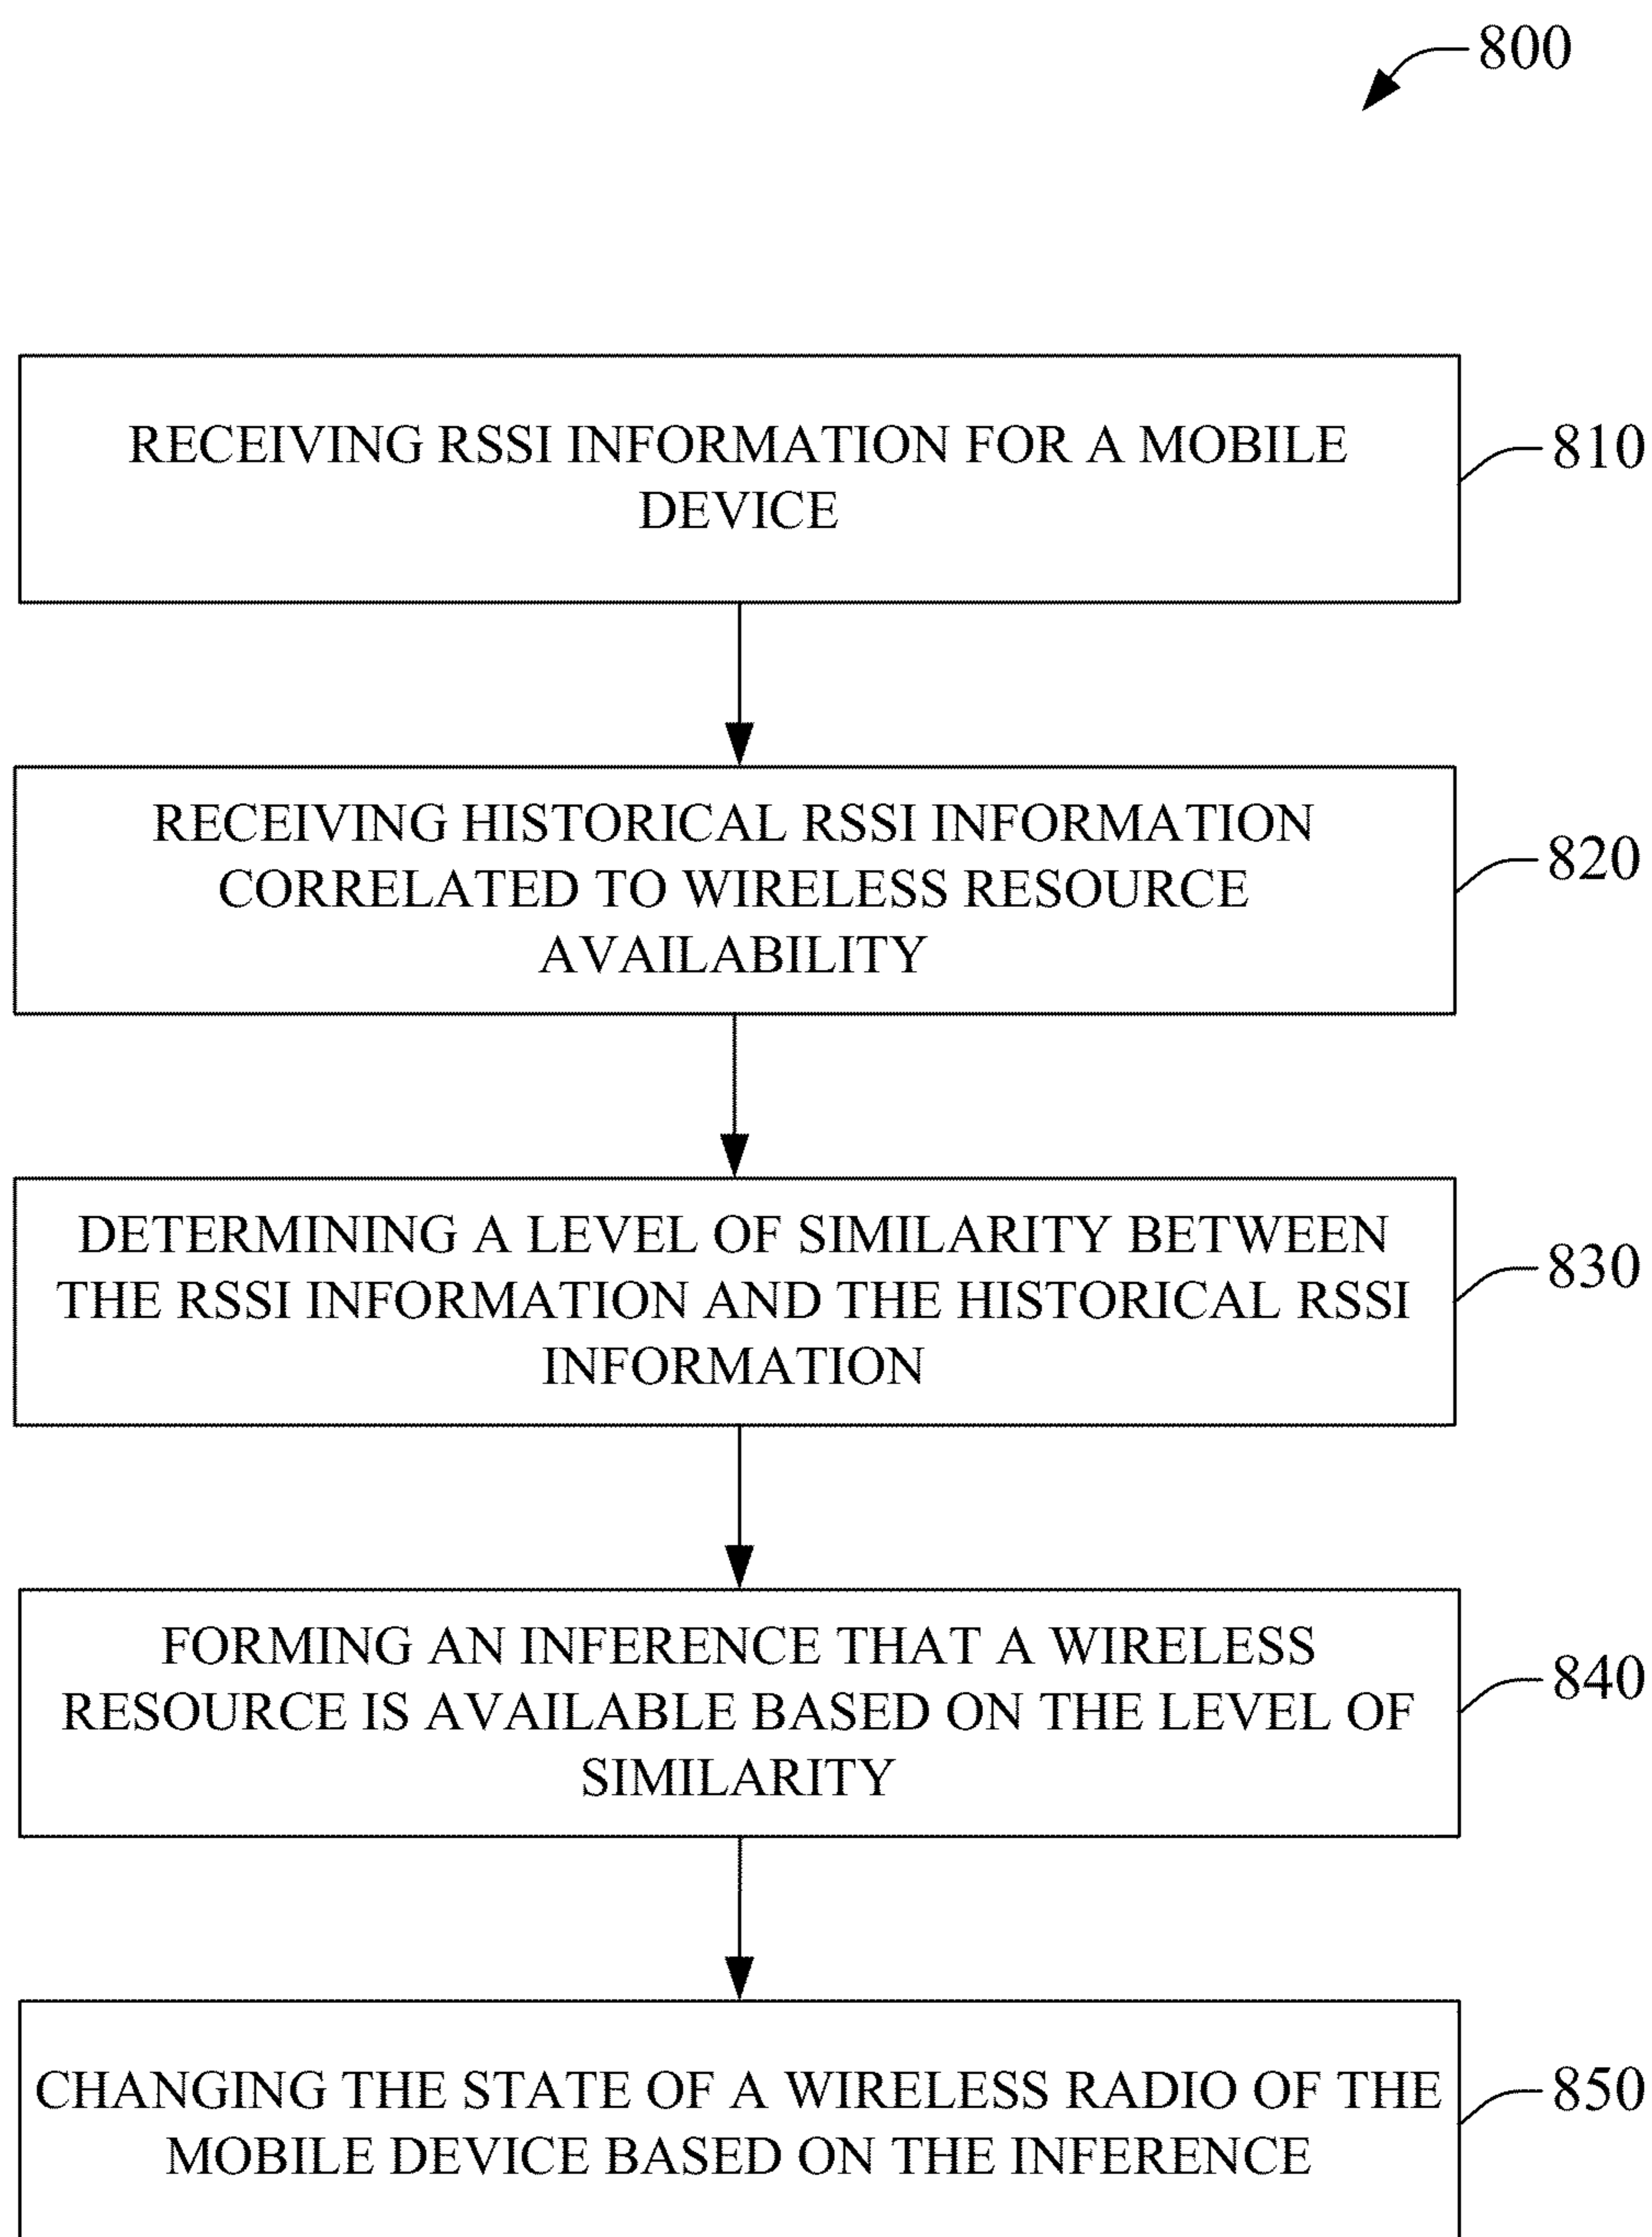 800
RECEIVING RSSI INFORMATION FOR A MOBILE
DEVICE
810
RECEIVING HISTORICAL RSSI INFORMATION
CORRELATED TO WIRELESS RESOURCE
AVAILABILITY
820
DETERMINING A LEVEL OF SIMILARITY BETWEEN
THE RSSI INFORMATION AND THE HISTORICAL RSSI
INFORMATION
830
FORMING AN INFERENCE THAT A WIRELESS
RESOURCE IS AVAILABLE BASED ON THE LEVEL OF
SIMILARITY
840
CHANGING THE STATE OF A WIRELESS RADIO OF THE
MOBILE DEVICE BASED ON THE INFERENCE
850